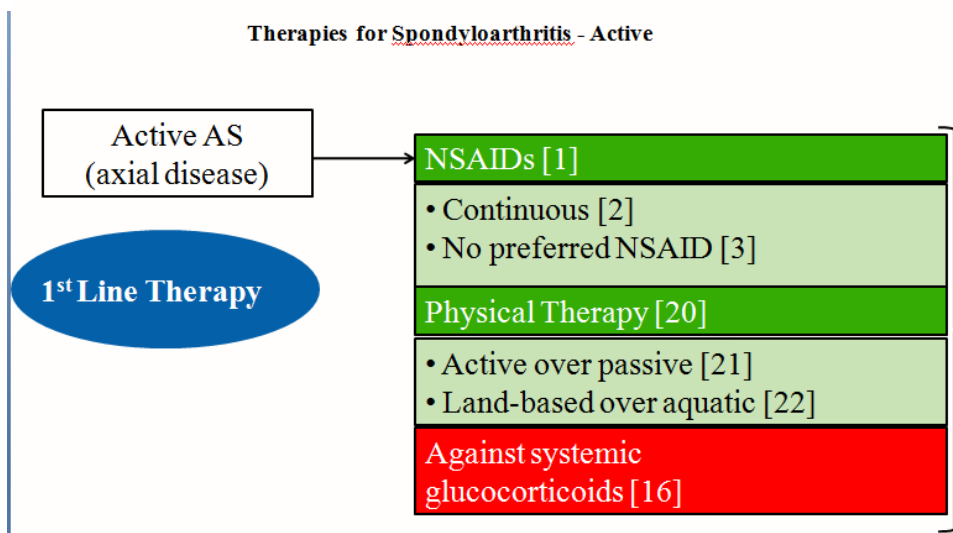 Therapies for Spondyloarthritis - Active
Active AS
(axial disease)
1st Line Therapy
NSAIDs [1]
• Continuous [2]
• No preferred NSAID [3]
Physical Therapy [20]
• Active over passive [21]
• Land-based over aquatic [22]
Against systemic
glucocorticoids [16]